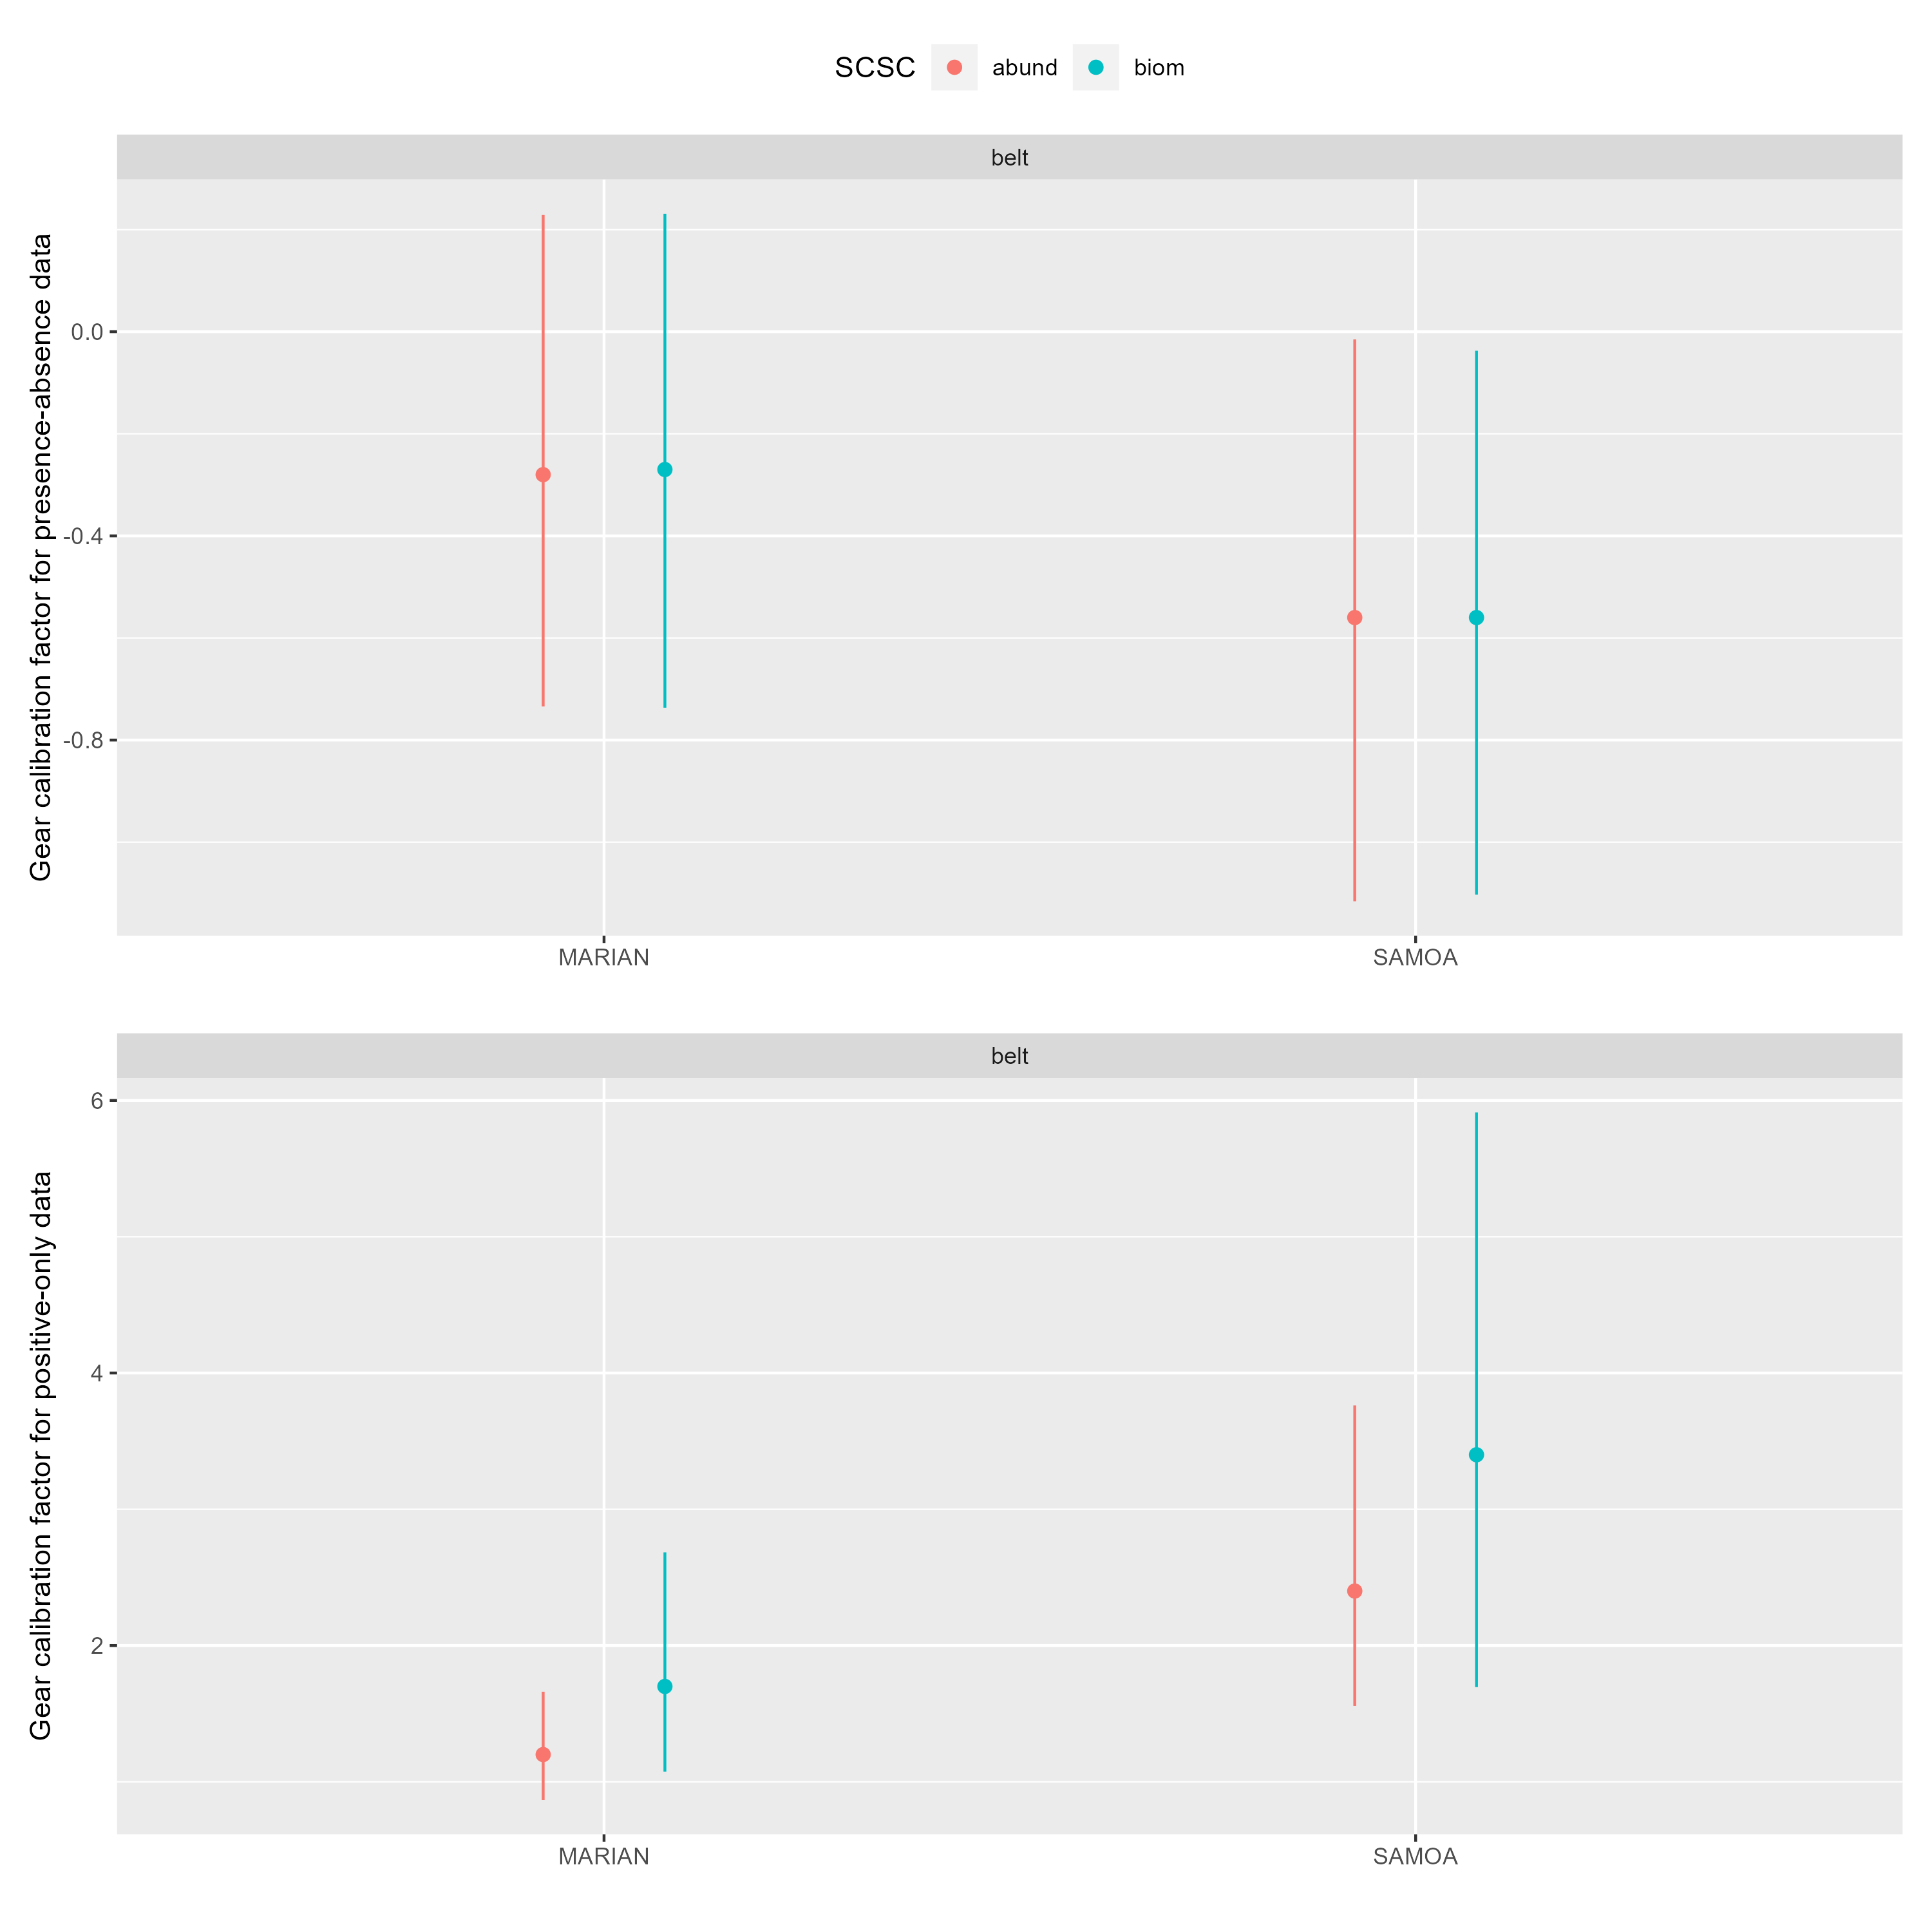 SCSC abund biom
belt
Gear calibration factor for presence-absence data
0.0
-0.4
-0.8
MARIAN SAMOA
belt
Gear calibration factor for positive-only data
6
4
2
MARIAN SAMOA